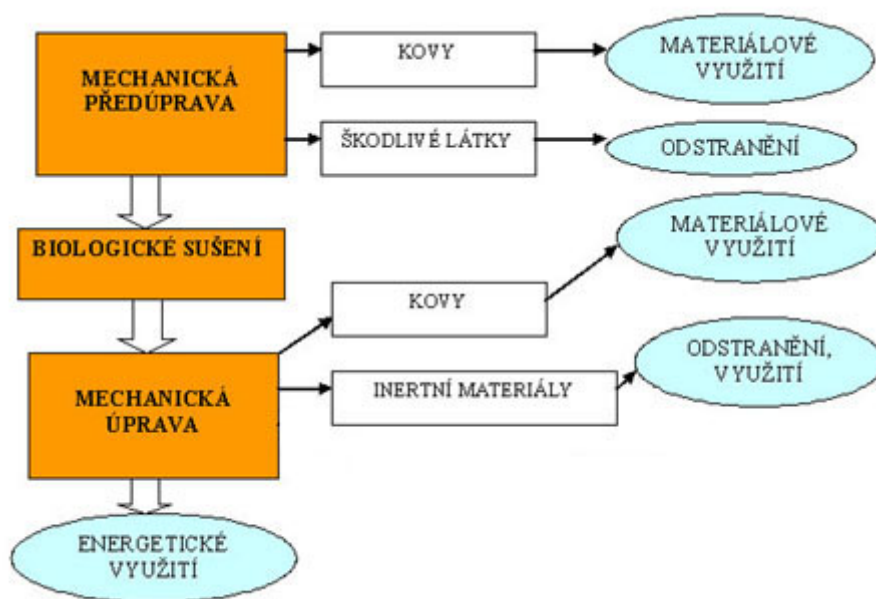 MECHANICKÁ
PŘEDÚPRAVA
KOVY
MATERIÁLOVÉ
VYUŽITÍ
ŠKODLIVÉ LÁTKY
ODSTRANĚNÍ
BIOLOGICKÉ SUŠENÍ
MATERIÁLOVÉ
VYUŽITÍ
KOVY
MECHANICKÁ
ÚPRAVA
INERTNÍ MATERIÁLY
ODSTRANĚNÍ,
VYUŽITÍ
ENERGETICKÉ
VYUŽITÍ